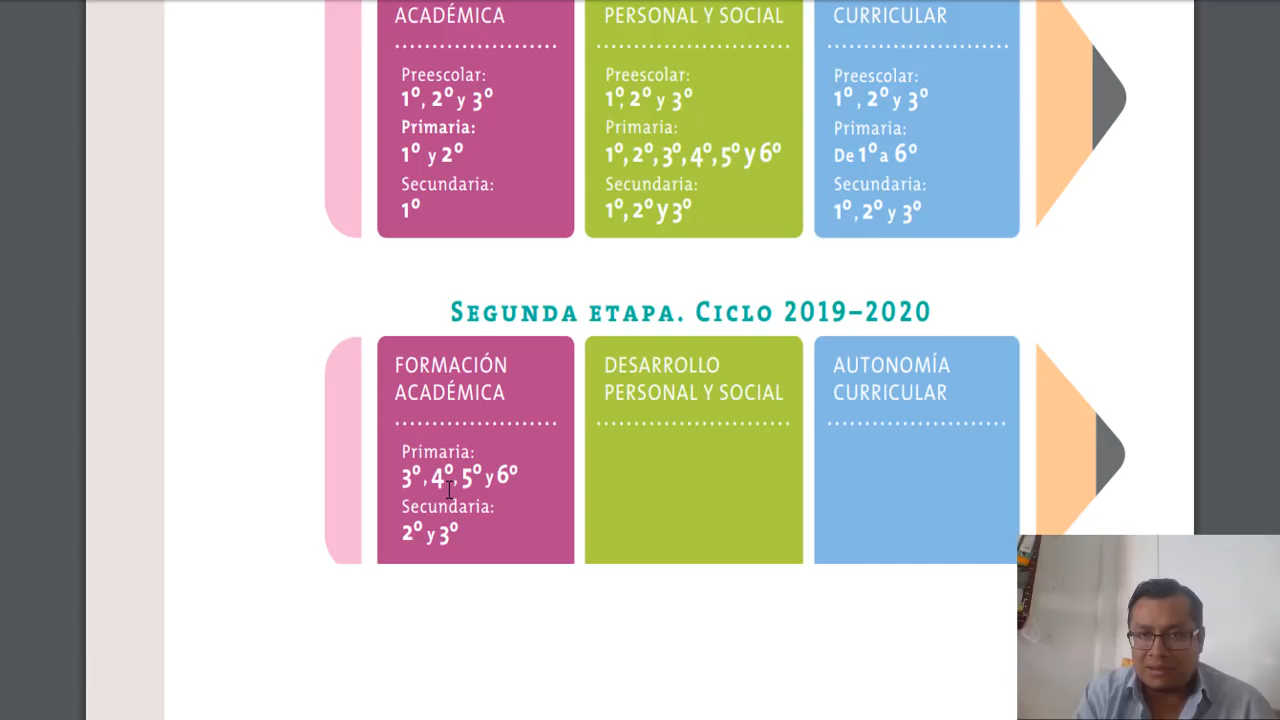 ACADÉMICA
Preescolar:
1º, 2º y 3º
Primaria:
1º y 2º
Secundaria:
1º
PERSONAL Y SOCIAL
Preescolar:
1º, 2º y 3º
Primaria:
1º, 2º, 3º, 4º, 5º y 6º
Secundaria:
1º, 2º y 3º
CURRICULAR
Preescolar:
1º, 2º y 3º
Primaria:
De 1º a 6º
Secundaria:
1º, 2º y 3º
SEGUNDA ETAPA. CICLO 2019–2020
FORMACIÓN
ACADÉMICA
Primaria:
3º, 4º, 5º y 6º
Secundaria:
2º y 3º
DESARROLLO
PERSONAL Y SOCIAL
AUTONOMÍA
CURRICULAR